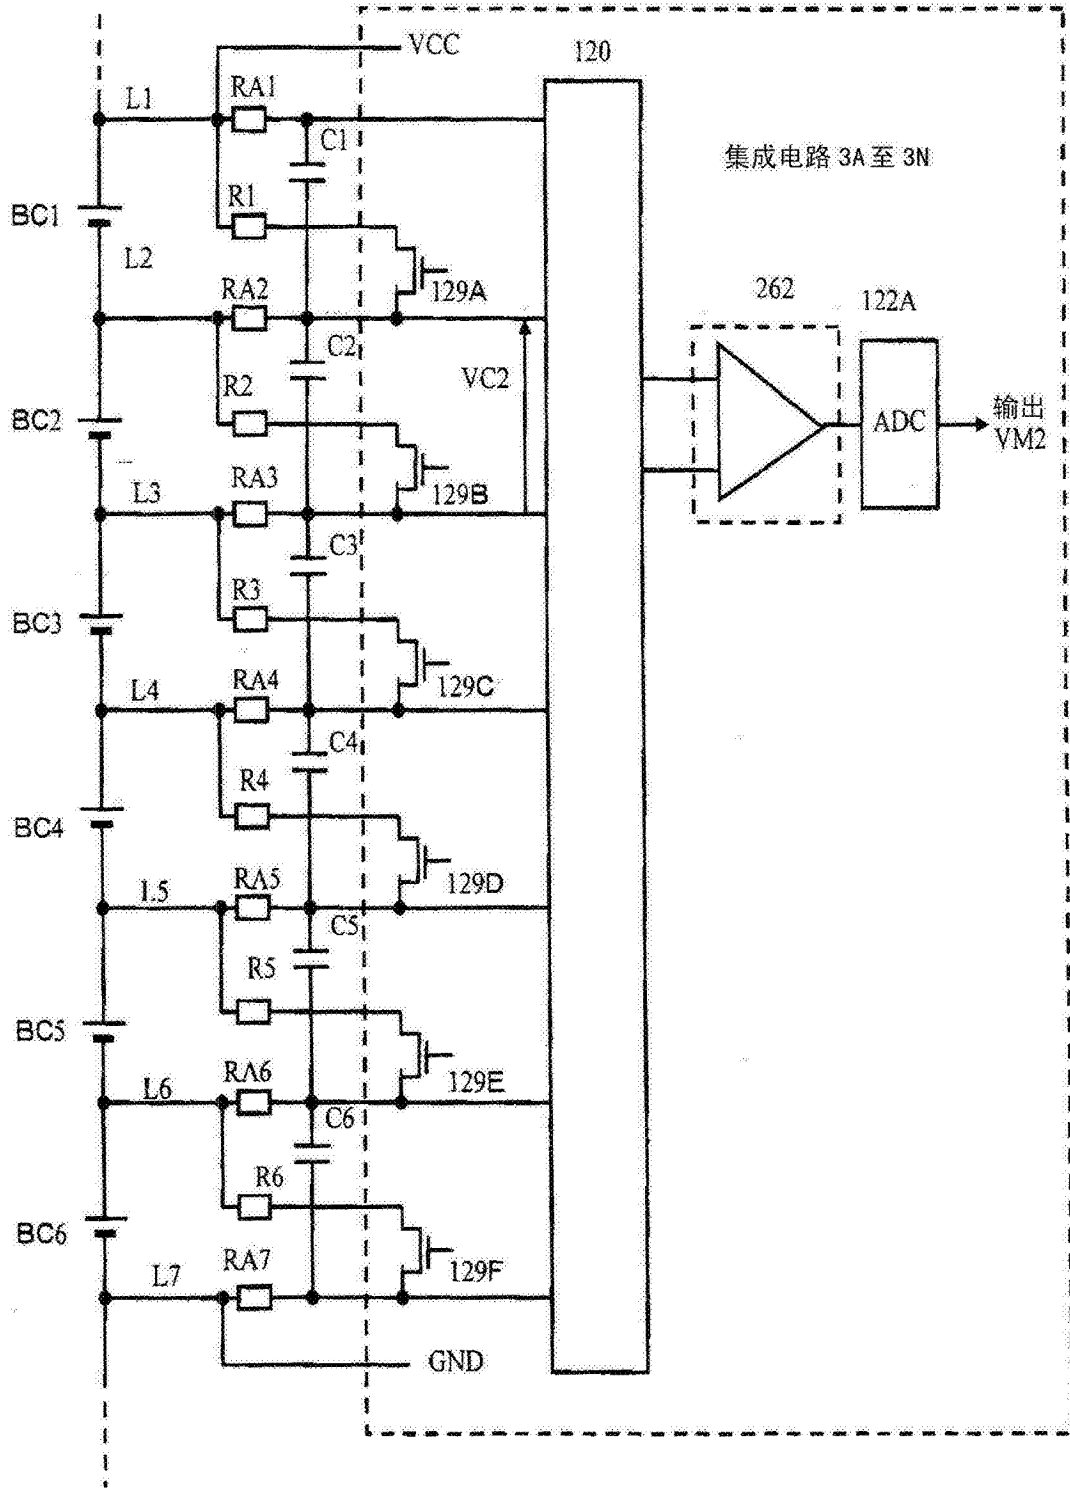 VCC
120
L1
RA1
C1
集成电路 3A 至 3N
R1
BC1
L2
129A
RA2
262
122A
C2
VC2
R2
BC2
ADC
输出
VM2
L3
RA3
129B
C3
R3
BC3
L4
RA4
129C
C4
R4
BC4
L5
RA5
129D
C5
R5
BC5
L6
RA6
129E
C6
R6
BC6
L7
RA7
129F
GND